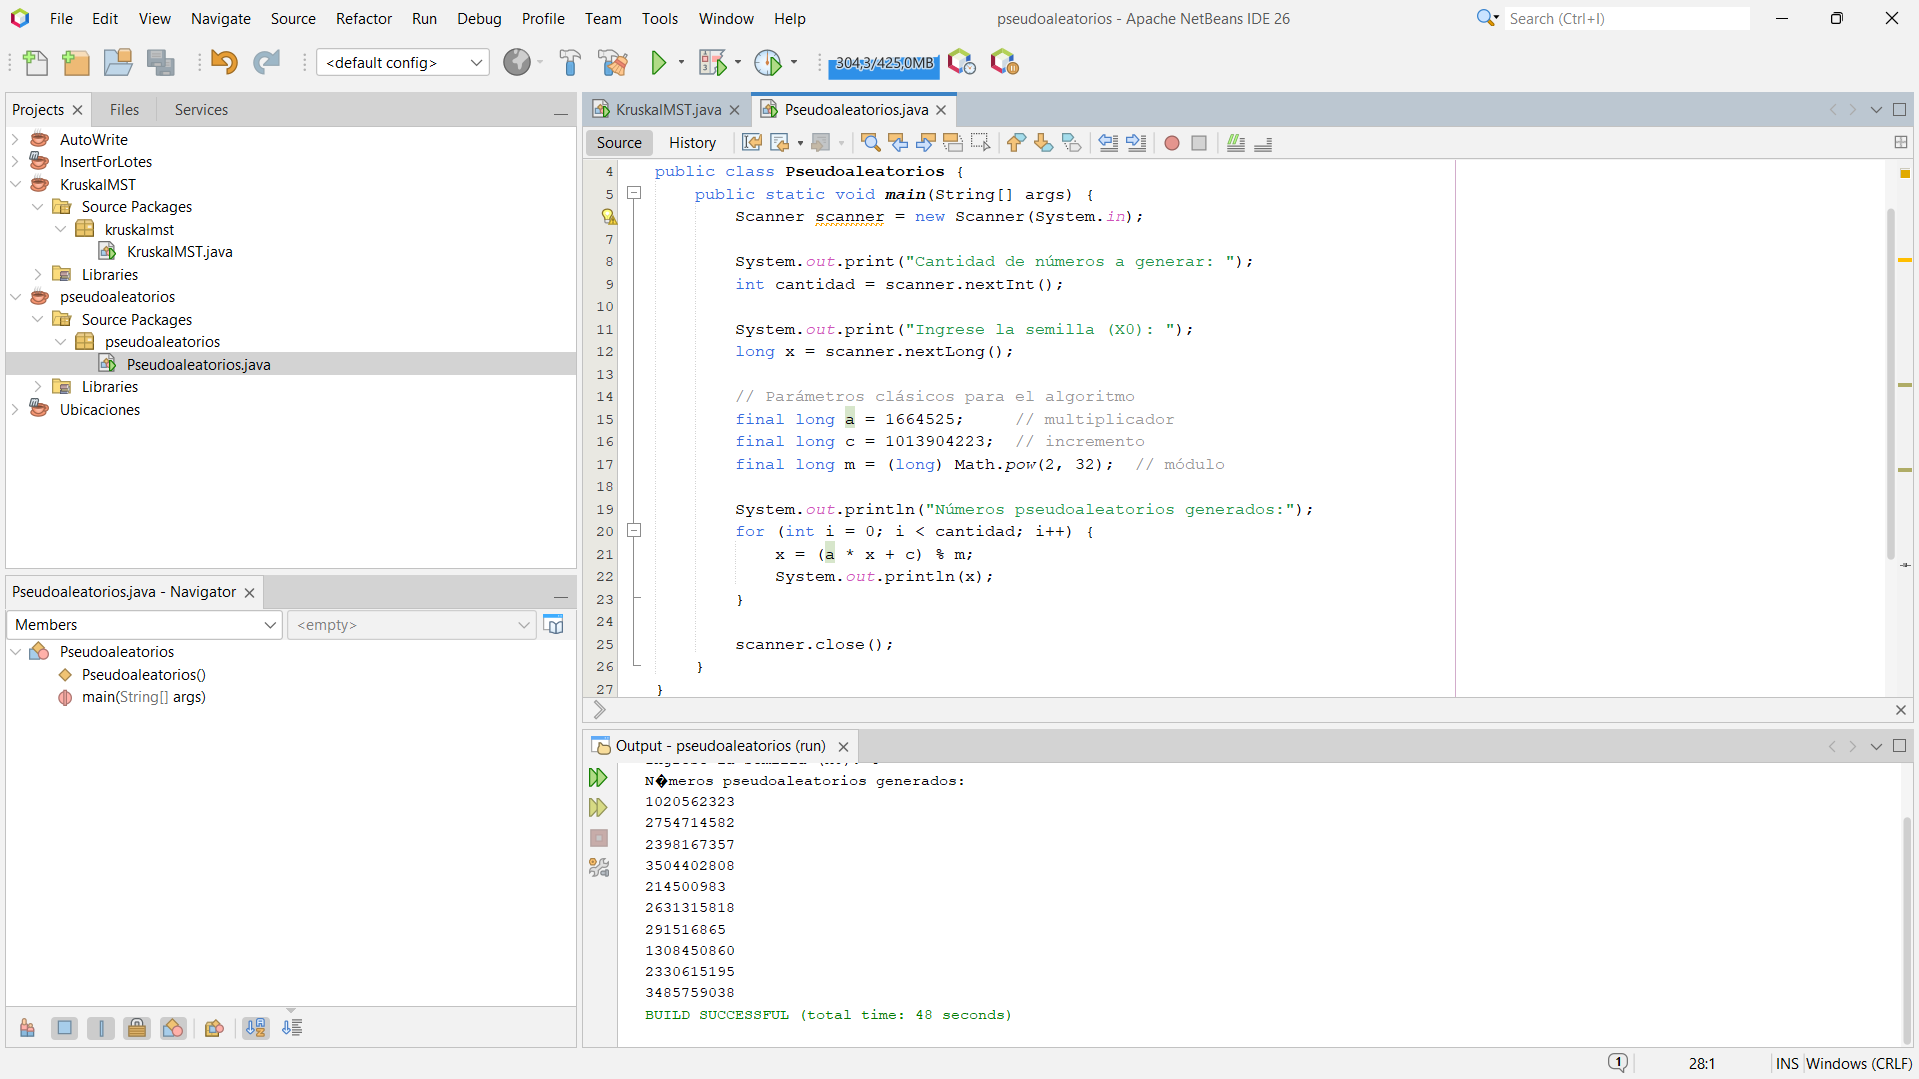 File Edit View Navigate Source Refactor Run Debug Profile Team Tools Window Help
pseudoaleatorios - Apache NetBeans IDE 26
Search (Ctrl+I)
<default config>
304,3/425,0MB
Projects Files Services
AutoWrite
InsertForLotes
KruskalMST
Source Packages
kruskalmst
KruskalMST.java
Libraries
pseudoaleatorios
Source Packages
pseudoaleatorios
Pseudoaleatorios.java
Libraries
Ubicaciones
Pseudoaleatorios.java - Navigator
Members
<empty>
Pseudoaleatorios
Pseudoaleatorios()
main(String[] args)
KruskalMST.java Pseudoaleatorios.java
Source History
4 public class Pseudoaleatorios {
5 public static void main(String[] args) {
Scanner scanner = new Scanner(System.in);
7
8 System.out.print("Cantidad de números a generar: ");
9 int cantidad = scanner.nextInt();
10
11 System.out.print("Ingrese la semilla (X0): ");
12 long x = scanner.nextLong();
13
14 // Parámetros clásicos para el algoritmo
15 final long a = 1664525; // multiplicador
16 final long c = 1013904223; // incremento
17 final long m = (long) Math.pow(2, 32); // módulo
18
19 System.out.println("Números pseudoaleatorios generados:");
20 for (int i = 0; i < cantidad; i++) {
21 x = (a * x + c) % m;
22 System.out.println(x);
23 }
24
25 scanner.close();
26 }
27 }
Output - pseudoaleatorios (run)
N�meros pseudoaleatorios generados:
1020562323
2754714582
2398167357
3504402808
214500983
2631315818
291516865
1308450860
2330615195
3485759038
BUILD SUCCESSFUL (total time: 48 seconds)
1
28:1
INS
Windows (CRLF)